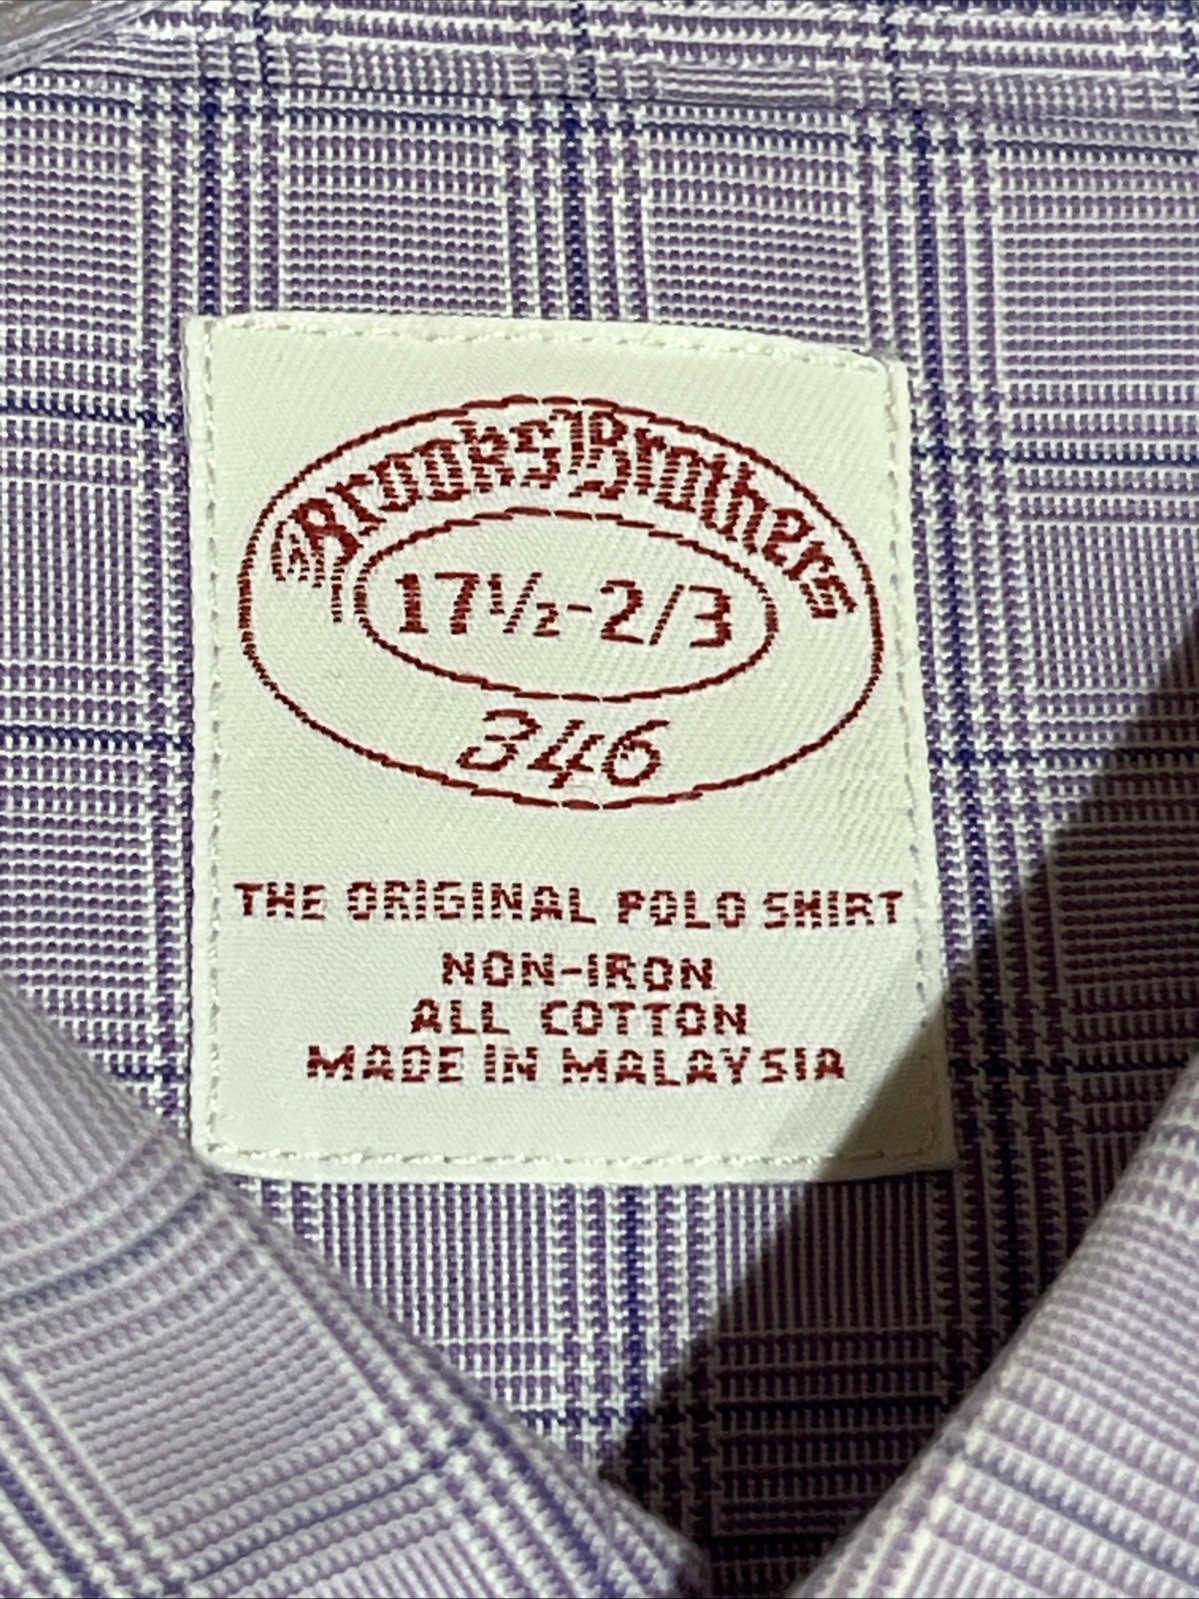 Brooks Brothers
17½-2/3
346
THE ORIGINAL POLO SHIRT
NON-IRON
ALL COTTON
MADE IN MALAYSIA